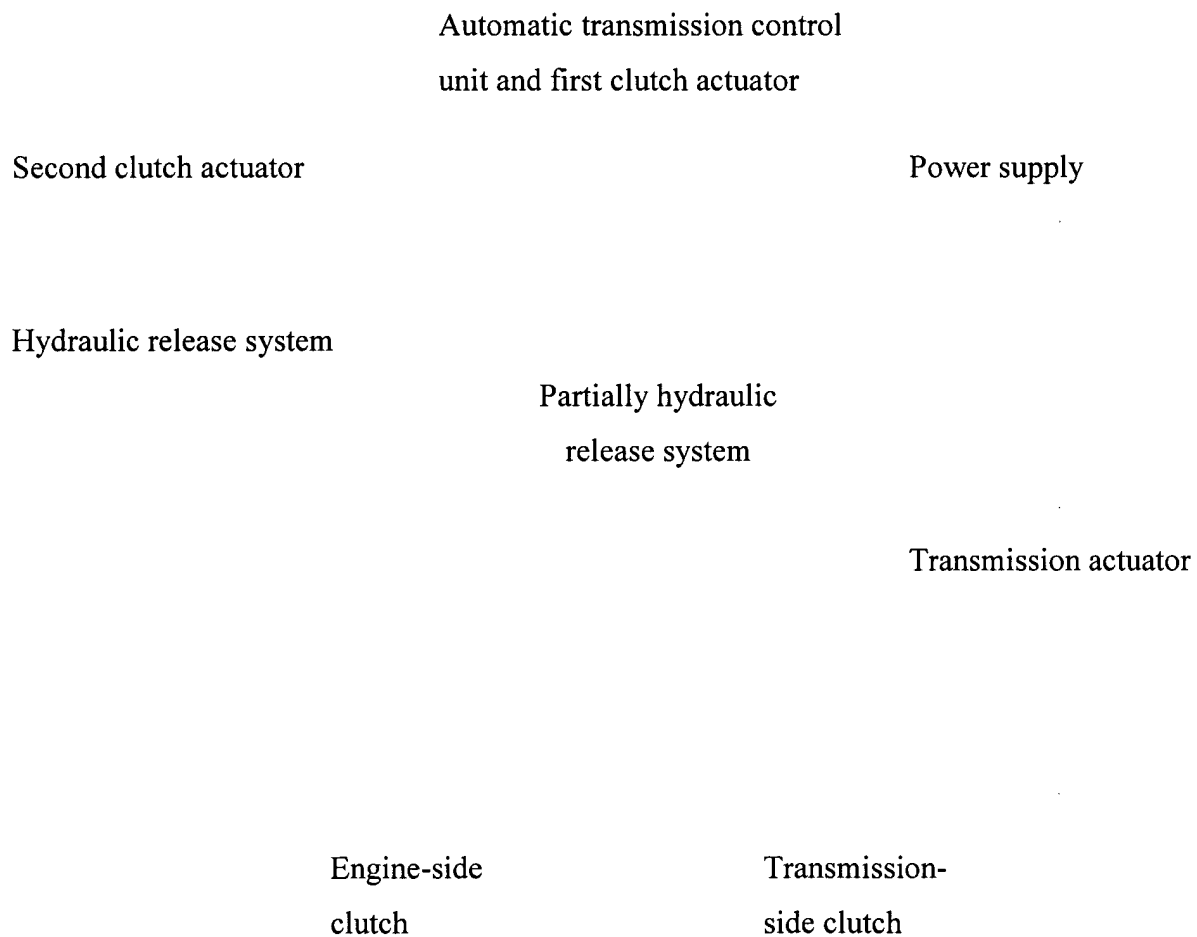 Automatic transmission control
unit and first clutch actuator
Second clutch actuator
Power supply
Hydraulic release system
Partially hydraulic
release system
Transmission actuator
Engine-side
clutch
Transmission-
side clutch